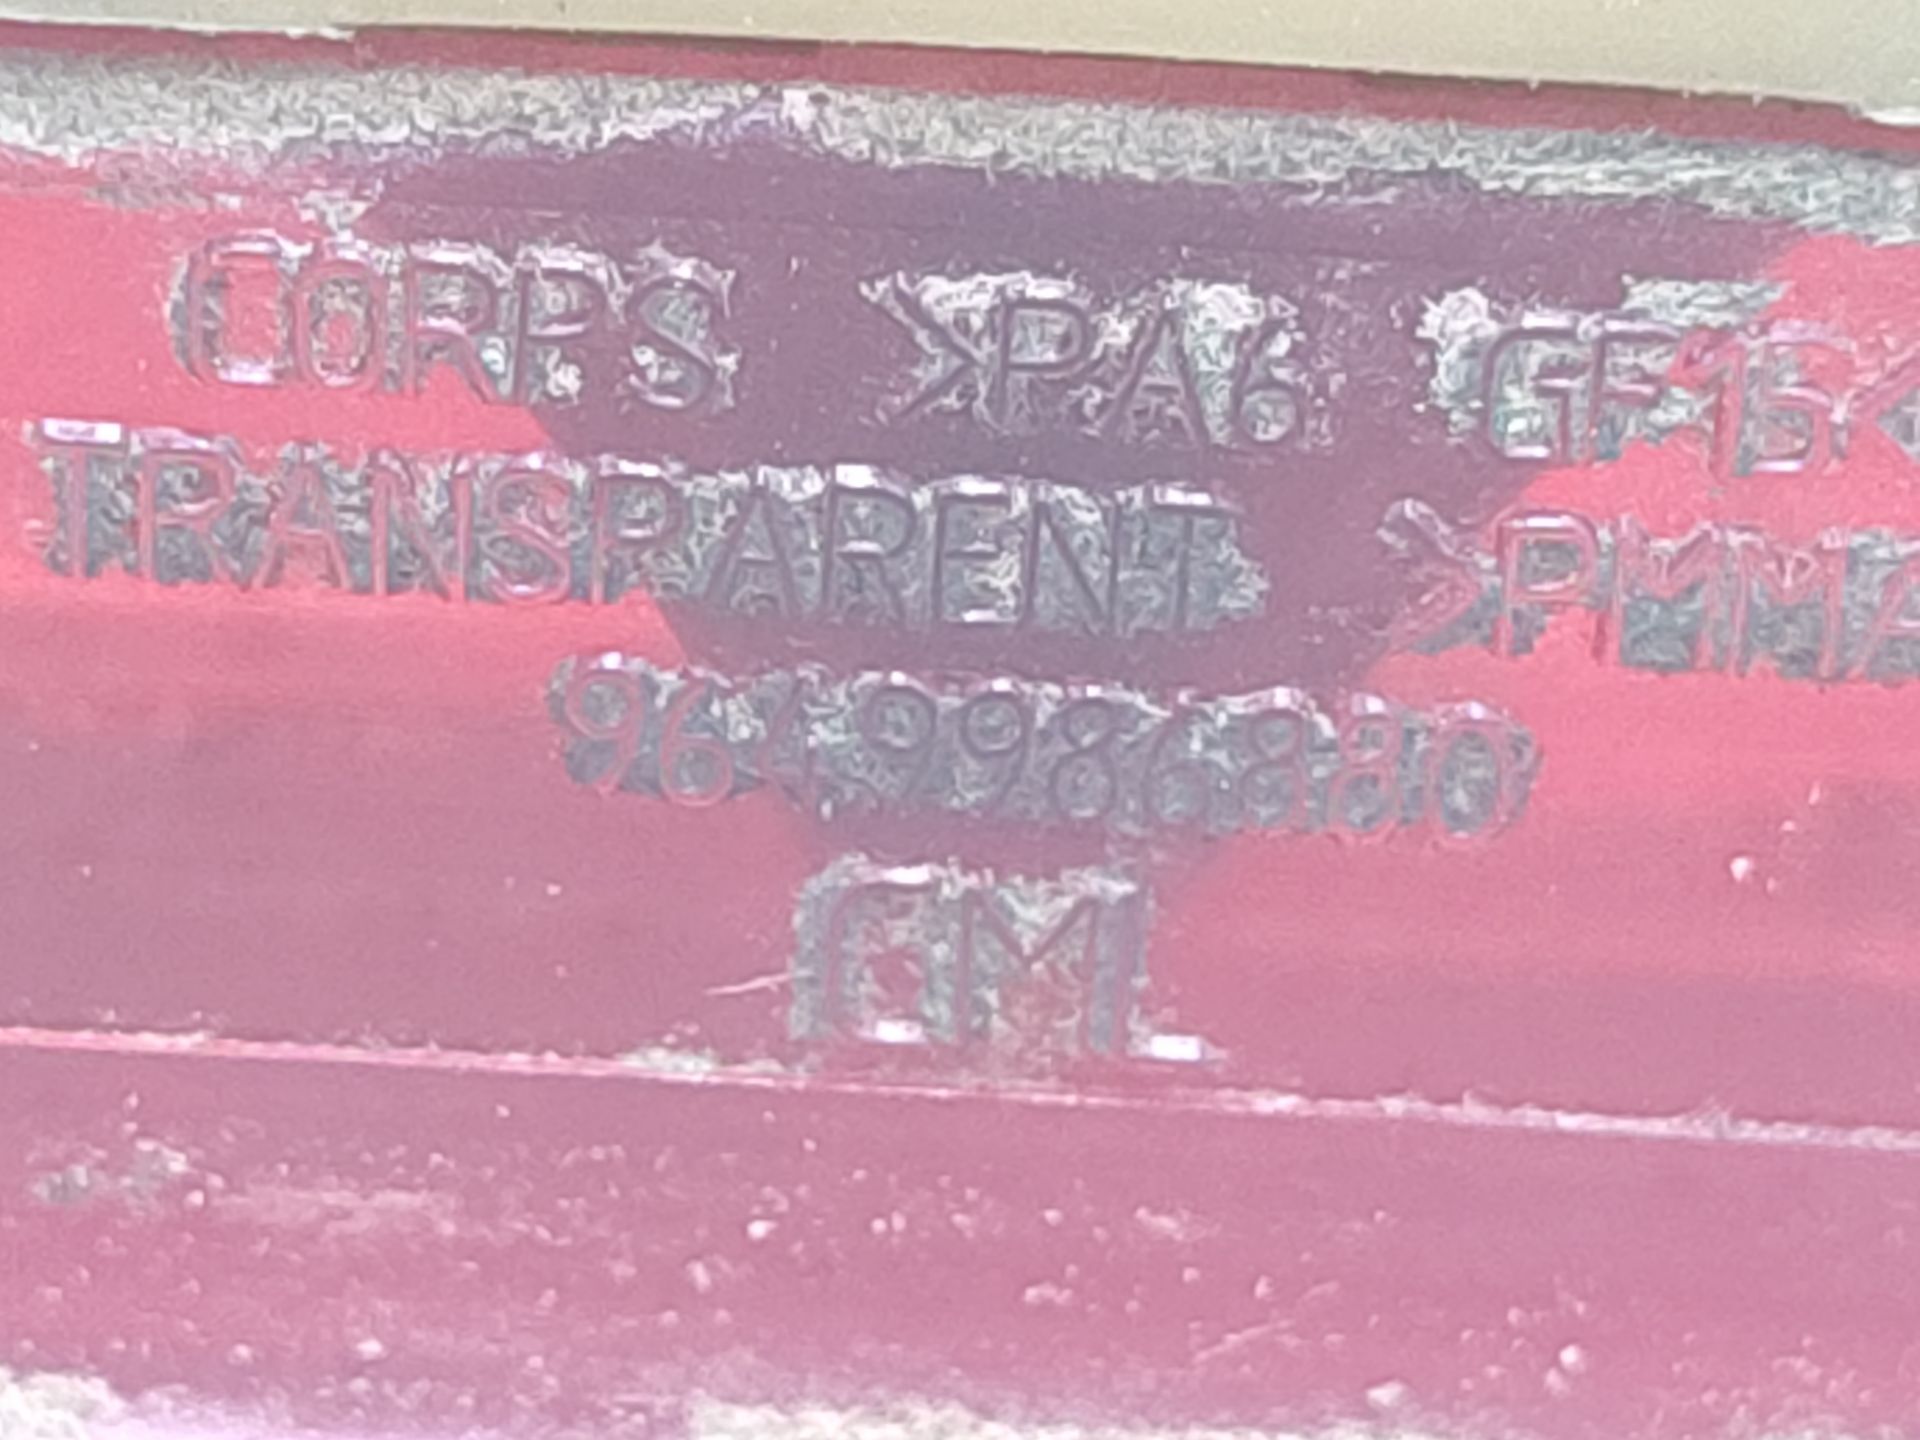 CORPS >PA6 GF15<
TRANSPARENT >PMMA
9649986880
GM